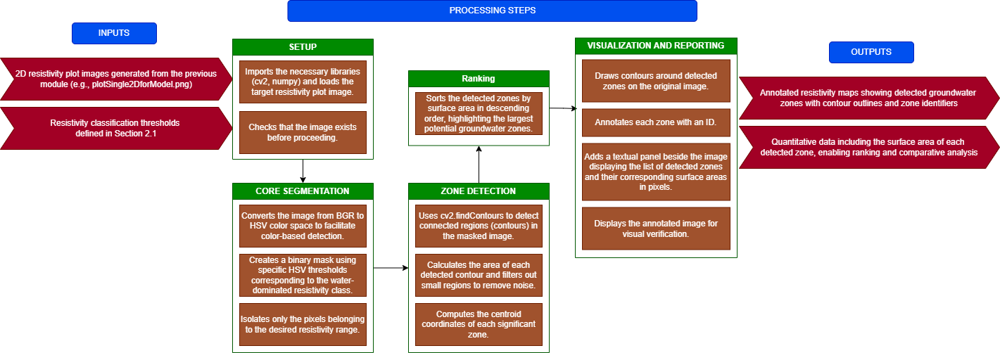 PROCESSING STEPS
INPUTS
2D resistivity plot images generated from the previous
module (e.g., plotSingle2DforModel.png)
Resistivity classification thresholds
defined in Section 2.1
SETUP
Imports the necessary libraries
(cv2, numpy) and loads the
target resistivity plot image.
Checks that the image exists
before proceeding.
CORE SEGMENTATION
Converts the image from BGR to
HSV color space to facilitate
color-based detection.
Creates a binary mask using
specific HSV thresholds
corresponding to the water-
dominated resistivity class.
Isolates only the pixels belonging
to the desired resistivity range.
ZONE DETECTION
Uses cv2.findContours to detect
connected regions (contours) in
the masked image.
Calculates the area of each
detected contour and filters out
small regions to remove noise.
Computes the centroid
coordinates of each significant
zone.
Ranking
Sorts the detected zones by
surface area in descending
order, highlighting the largest
potential groundwater zones.
VISUALIZATION AND REPORTING
Draws contours around detected
zones on the original image.
Annotates each zone with an ID.
Adds a textual panel beside the image
displaying the list of detected zones
and their corresponding surface areas
in pixels.
Displays the annotated image for
visual verification.
OUTPUTS
Annotated resistivity maps showing detected groundwater
zones with contour outlines and zone identifiers
Quantitative data including the surface area of each
detected zone, enabling ranking and comparative analysis